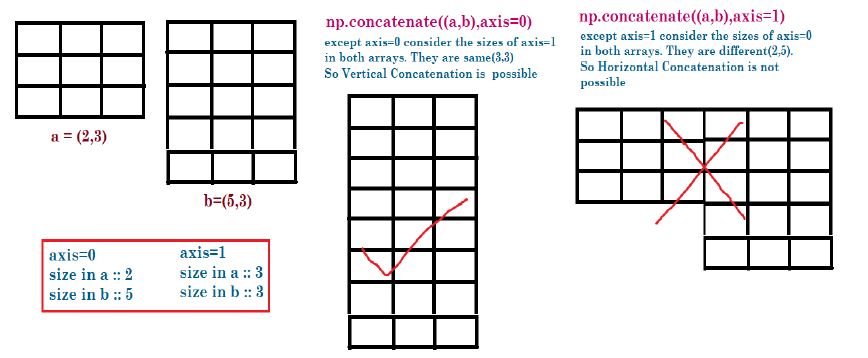 a = (2,3)
b=(5,3)
axis=0
size in a :: 2
size in b :: 5
axis=1
size in a :: 3
size in b :: 3
np.concatenate((a,b),axis=0)
except axis=0 consider the sizes of axis=1
in both arrays. They are same(3,3)
So Vertical Concatenation is possible
np.concatenate((a,b),axis=1)
except axis=1 consider the sizes of axis=0
in both arrays. They are different(2,5).
So Horizontal Concatenation is not
possible